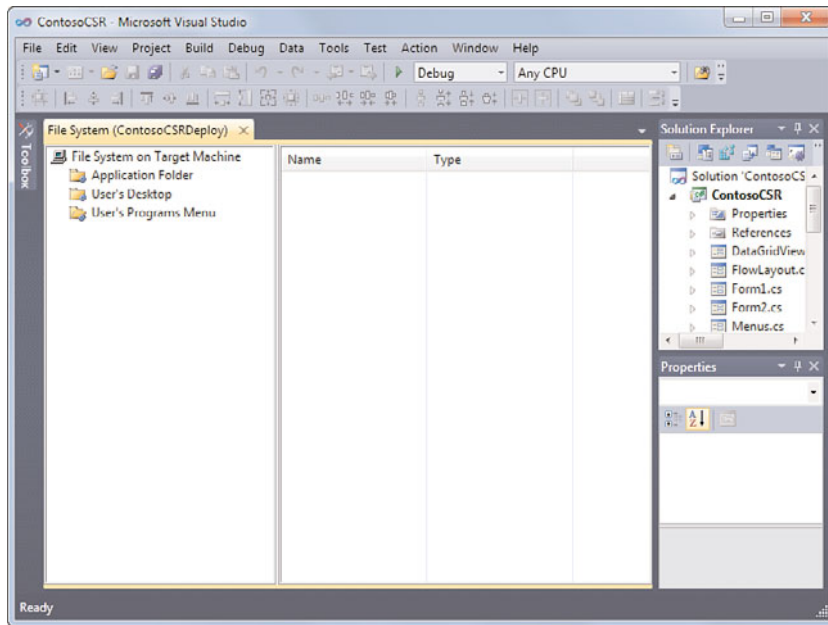 ContosoCSR - Microsoft Visual Studio
File Edit View Project Build Debug Data Tools Test Action Window Help
Debug Any CPU
File System (ContosoCSRDeploy)
Solution Explorer
Toolbox
File System on Target Machine
Application Folder
User's Desktop
User's Programs Menu
Name Type
Solution 'ContosoCS
ContosoCSR
Properties
References
DataGridView
FlowLayout.c
Form1.cs
Form2.cs
Menus.cs
Properties
Ready